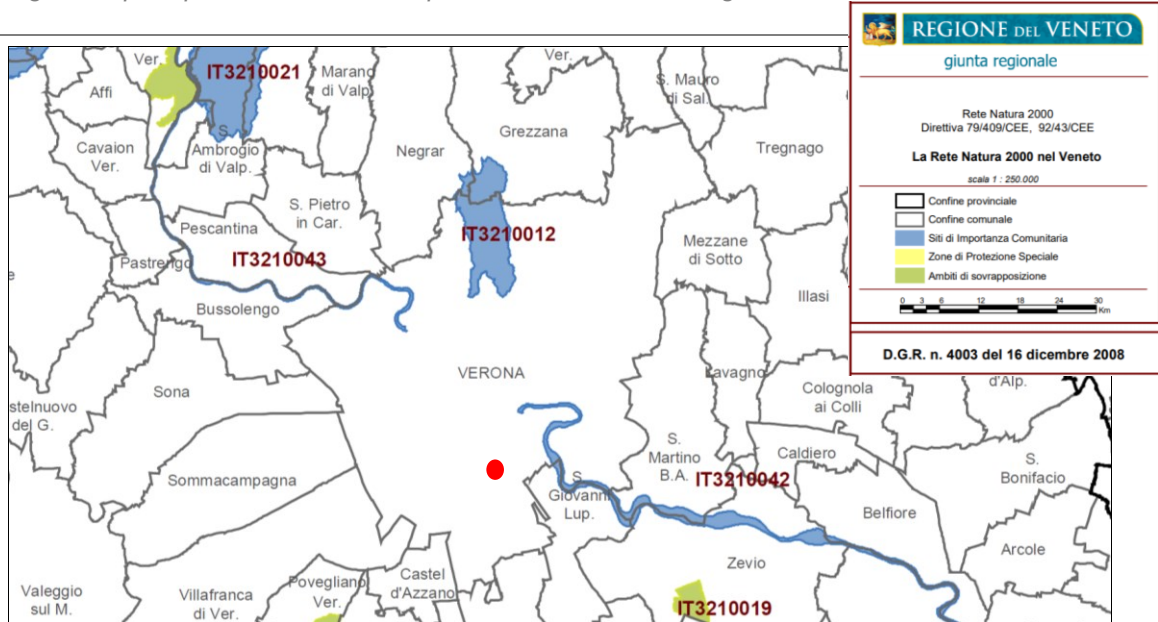 REGIONE DEL VENETO
giunta regionale
Rete Natura 2000
Direttiva 79/409/CEE, 92/43/CEE
La Rete Natura 2000 nel Veneto
scala 1 : 250.000
Confine provinciale
Confine comunale
Siti di Importanza Comunitaria
Zone di Protezione Speciale
Ambiti di sovrapposizione
0 3 6 12 18 24 30
Km
D.G.R. n. 4003 del 16 dicembre 2008
Ver.
IT3210021
Marano
di Valp.
Ver.
S. Mauro
di Sal.
Affi
Grezzana
Tregnago
Cavaion
Ver.
S.
Ambrogio
di Valp.
Negrar
S. Pietro
in Car.
Pescantina
IT3210012
Mezzane
di Sotto
Pastrengo
IT3210043
Illasi
Bussolengo
VERONA
Lavagno
Sona
Colognola
ai Colli
d'Alp.
del G.
S.
Martino
B.A.
Caldiero
S.
Bonifacio
Sommacampagna
S.
Giovanni
Lup.
IT3210042
Belfiore
Arcole
Zevio
Valeggio
sul M.
Villafranca
di Ver.
Povegliano
Ver.
Castel
d'Azzano
IT3210019